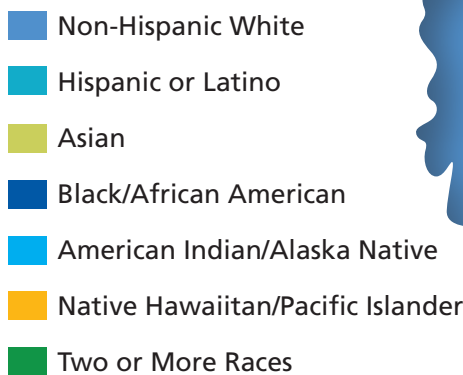 Non-Hispanic White
Hispanic or Latino
Asian
Black/African American
American Indian/Alaska Native
Native Hawaiitan/Pacific Islander
Two or More Races